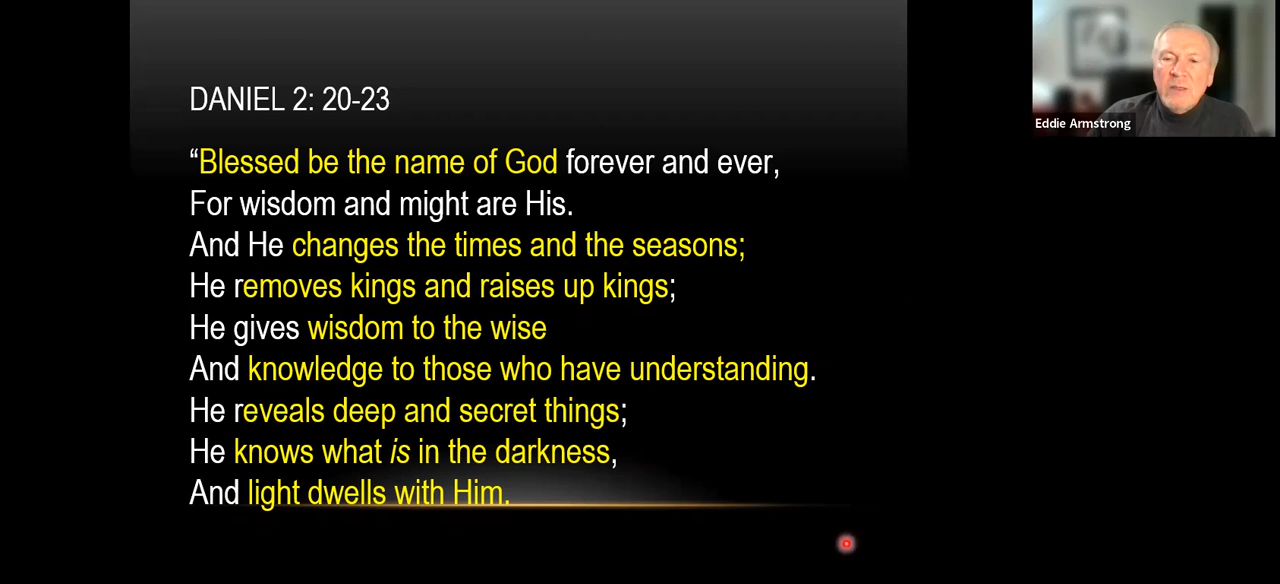 DANIEL 2: 20-23
“Blessed be the name of God forever and ever,
For wisdom and might are His.
And He changes the times and the seasons;
He removes kings and raises up kings;
He gives wisdom to the wise
And knowledge to those who have understanding.
He reveals deep and secret things;
He knows what is in the darkness,
And light dwells with Him.
Eddie Armstrong